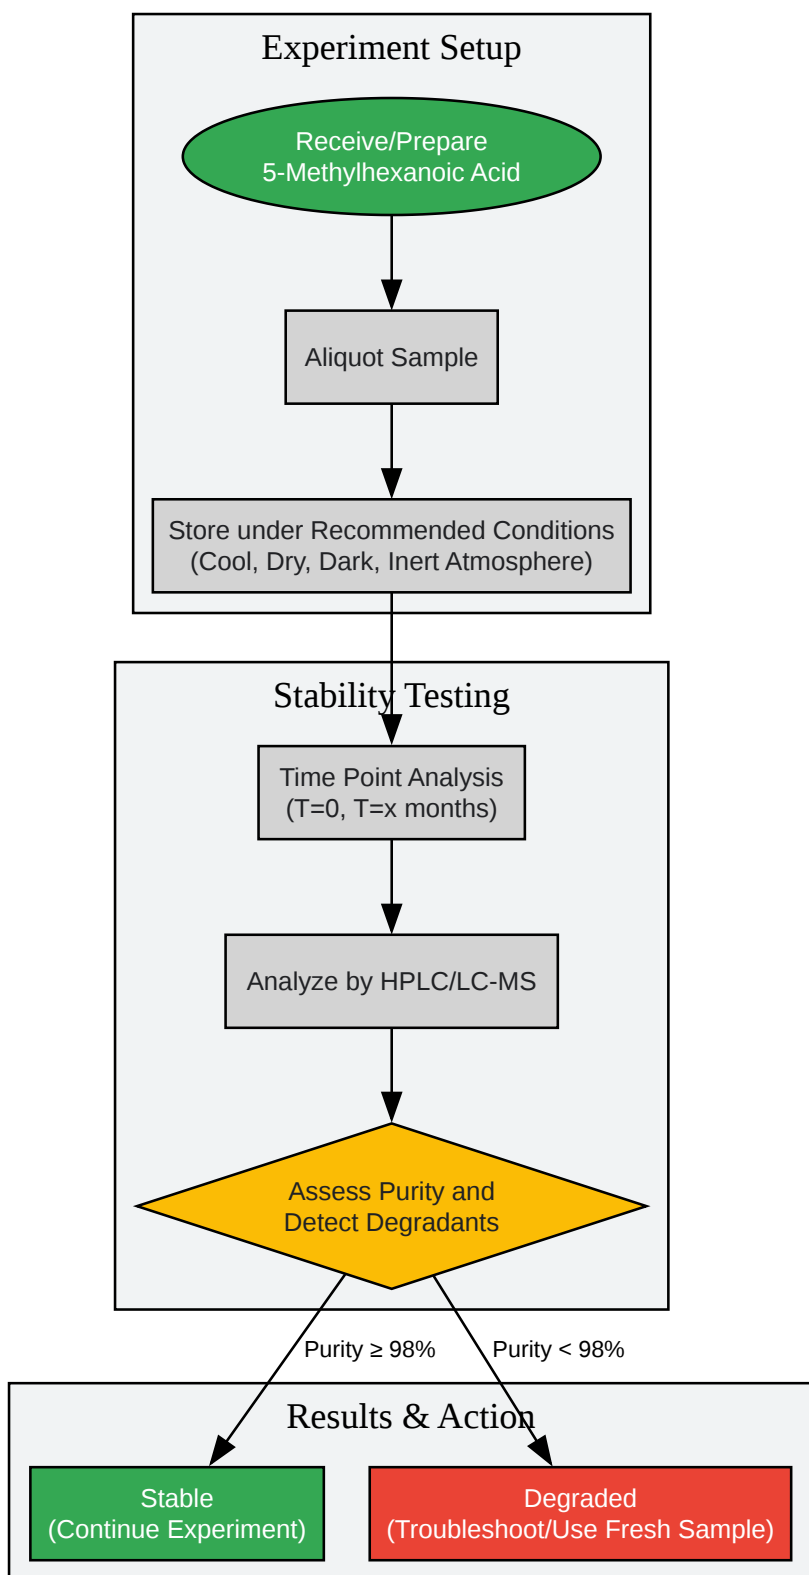 Experiment Setup
Receive/Prepare
5-Methylhexanoic Acid
Aliquot Sample
Store under Recommended Conditions
(Cool, Dry, Dark, Inert Atmosphere)
Stability Testing
Time Point Analysis
(T=0, T=x months)
Analyze by HPLC/LC-MS
Assess Purity and
Detect Degradants
Purity ≥ 98%
Purity < 98%
Results & Action
Stable
(Continue Experiment)
Degraded
(Troubleshoot/Use Fresh Sample)